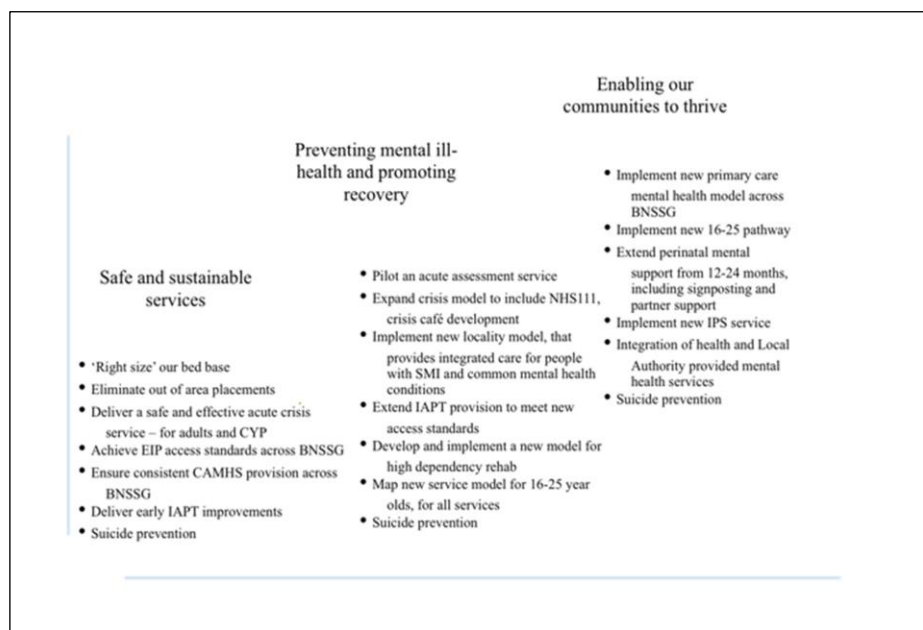 Safe and sustainable
services
• 'Right size' our bed base
• Eliminate out of area placements
• Deliver a safe and effective acute crisis
service – for adults and CYP
• Achieve EIP access standards across BNSSG
• Ensure consistent CAMHS provision across
BNSSG
• Deliver early IAPT improvements
• Suicide prevention
Preventing mental ill-
health and promoting
recovery
• Pilot an acute assessment service
• Expand crisis model to include NHS111,
crisis café development
• Implement new locality model, that
provides integrated care for people
with SMI and common mental health
conditions
• Extend IAPT provision to meet new
access standards
• Develop and implement a new model for
high dependency rehab
• Map new service model for 16-25 year
olds, for all services
• Suicide prevention
Enabling our
communities to thrive
• Implement new primary care
mental health model across
BNSSG
• Implement new 16-25 pathway
• Extend perinatal mental
support from 12-24 months,
including signposting and
partner support
• Implement new IPS service
• Integration of health and Local
Authority provided mental
health services
• Suicide prevention